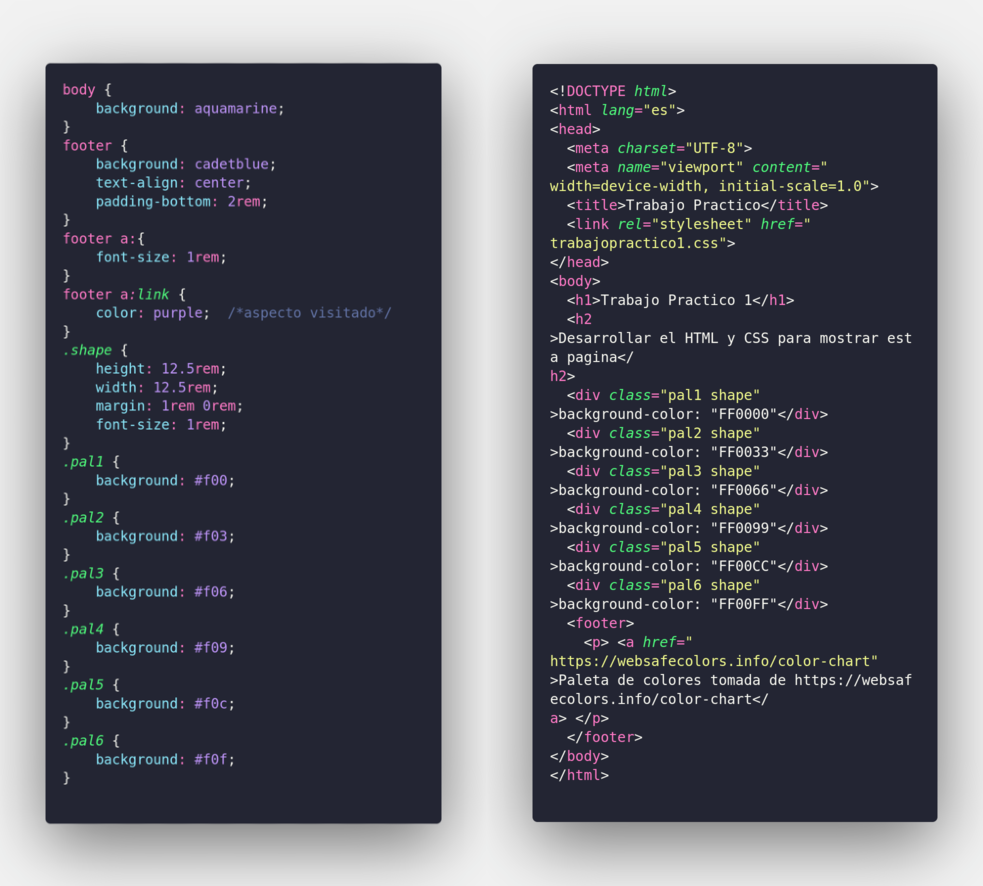 body {
    background: aquamarine;
}
footer {
    background: cadetblue;
    text-align: center;
    padding-bottom: 2rem;
}
footer a:{
    font-size: 1rem;
}
footer a:link {
    color: purple;  /*aspecto visitado*/
}
.shape {
    height: 12.5rem;
    width: 12.5rem;
    margin: 1rem 0rem;
    font-size: 1rem;
}
.pal1 {
    background: #f00;
}
.pal2 {
    background: #f03;
}
.pal3 {
    background: #f06;
}
.pal4 {
    background: #f09;
}
.pal5 {
    background: #f0c;
}
.pal6 {
    background: #f0f;
}
<!DOCTYPE html>
<html lang="es">
<head>
  <meta charset="UTF-8">
  <meta name="viewport" content="
width=device-width, initial-scale=1.0">
  <title>Trabajo Practico</title>
  <link rel="stylesheet" href="
trabajopractico1.css">
</head>
<body>
  <h1>Trabajo Practico 1</h1>
  <h2
>Desarrollar el HTML y CSS para mostrar est
a pagina</
h2>
  <div class="pal1 shape"
>background-color: "FF0000"</div>
  <div class="pal2 shape"
>background-color: "FF0033"</div>
  <div class="pal3 shape"
>background-color: "FF0066"</div>
  <div class="pal4 shape"
>background-color: "FF0099"</div>
  <div class="pal5 shape"
>background-color: "FF00CC"</div>
  <div class="pal6 shape"
>background-color: "FF00FF"</div>
  <footer>
    <p> <a href="
https://websafecolors.info/color-chart"
>Paleta de colores tomada de https://websaf
ecolors.info/color-chart</
a> </p>
  </footer>
</body>
</html>